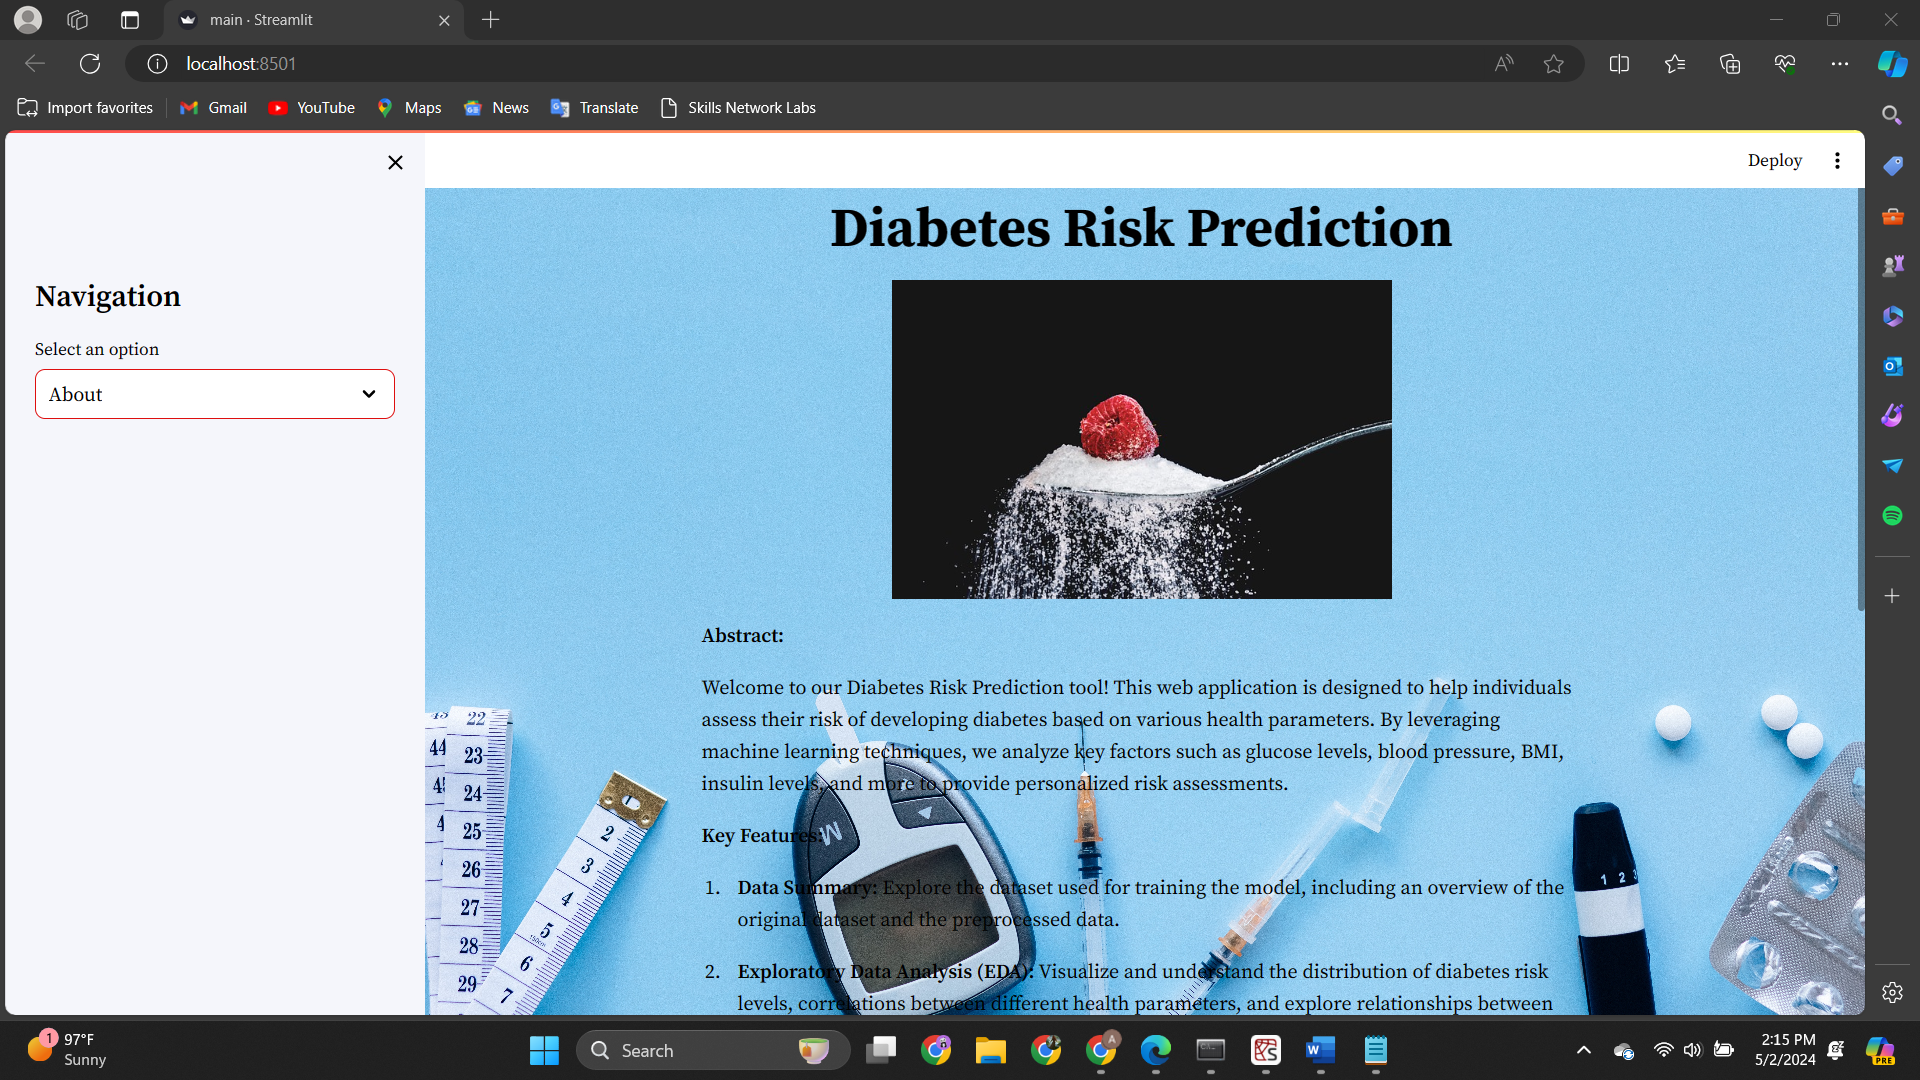 main · Streamlit
localhost:8501
Import favorites
Gmail
YouTube
Maps
News
Translate
Skills Network Labs
Deploy
Navigation
Select an option
About
Diabetes Risk Prediction
Abstract:
Welcome to our Diabetes Risk Prediction tool! This web application is designed to help individuals
assess their risk of developing diabetes based on various health parameters. By leveraging
machine learning techniques, we analyze key factors such as glucose levels, blood pressure, BMI,
insulin levels, and more to provide personalized risk assessments.
Key Features:
1. Data Summary: Explore the dataset used for training the model, including an overview of the
original dataset and the preprocessed data.
2. Exploratory Data Analysis (EDA): Visualize and understand the distribution of diabetes risk
levels, correlations between different health parameters, and explore relationships between
22
23
24
25
26
27
28
29
44
1
2
3
4
5
6
7
M
1 2
1
97°F
Sunny
Search
A
2:15 PM
5/2/2024
PRE